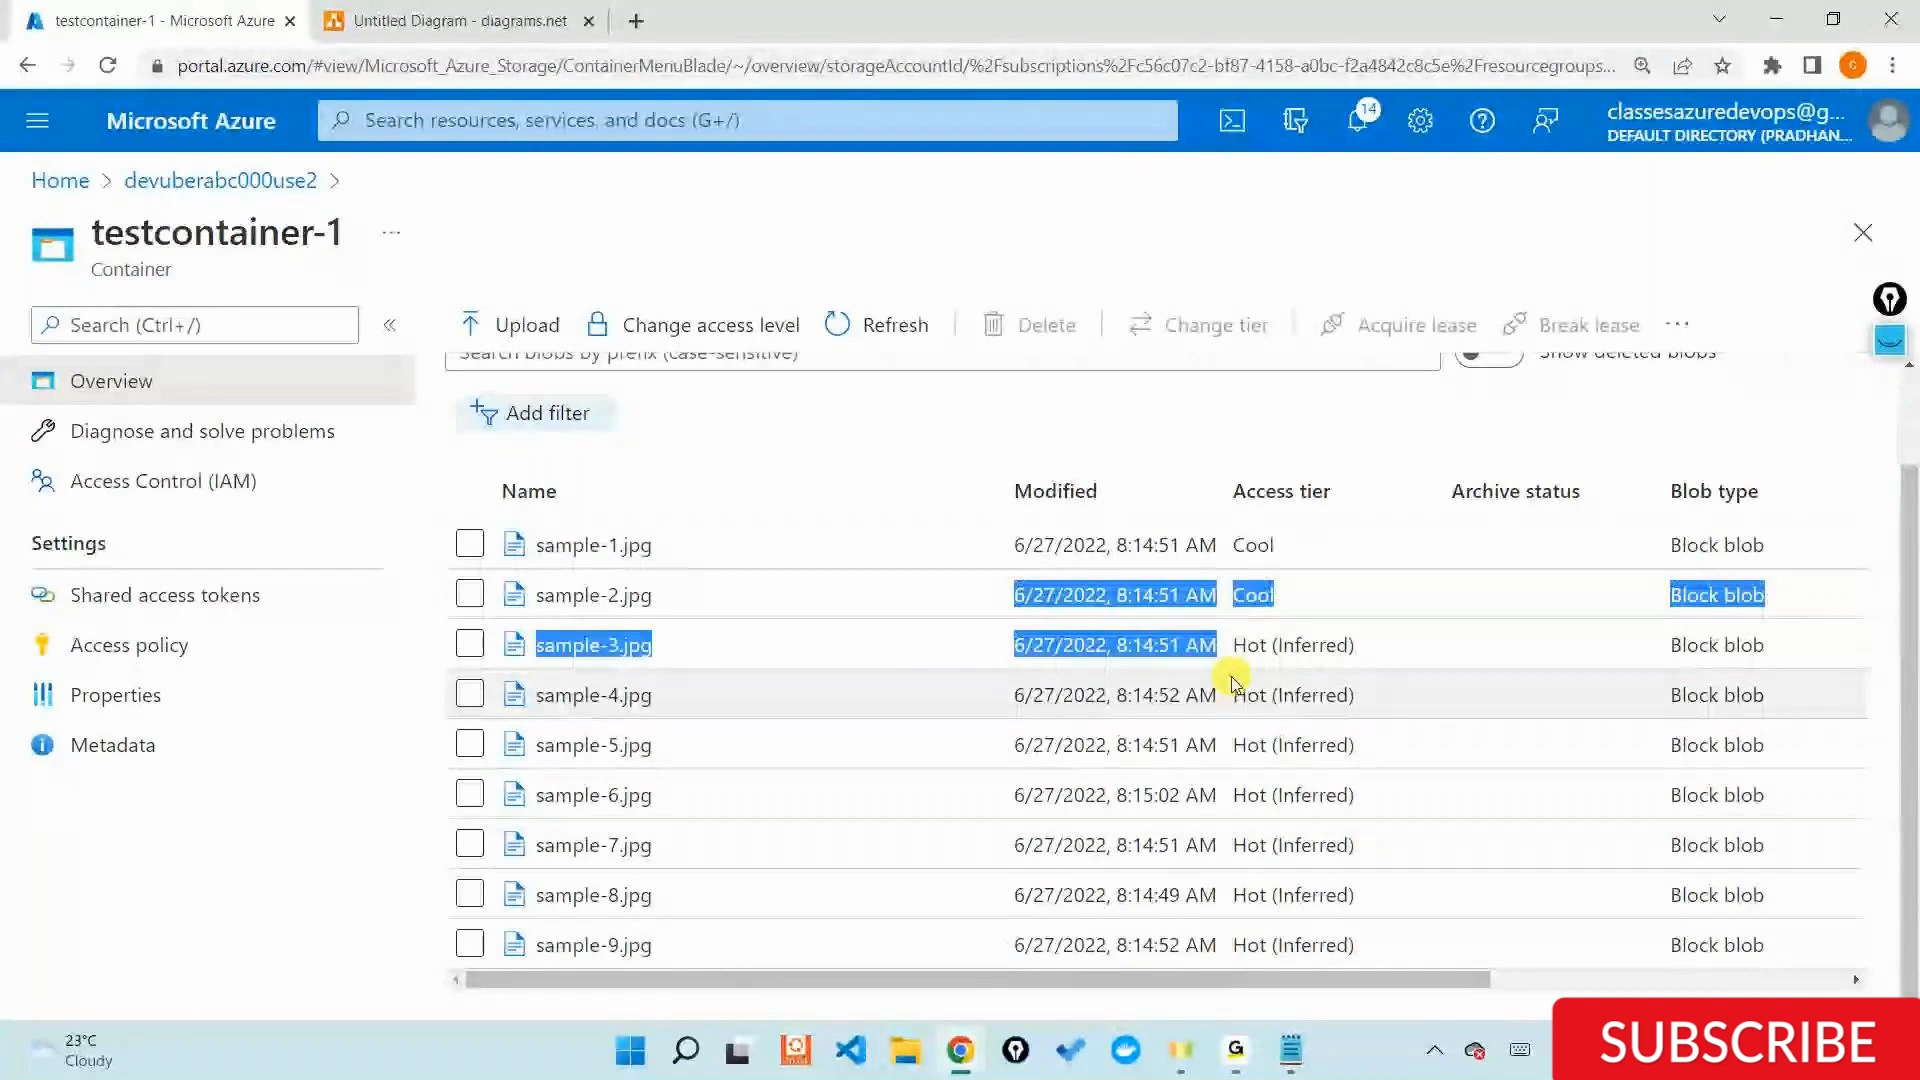 testcontainer-1 - Microsoft Azure
Untitled Diagram - diagrams.net
portal.azure.com/#view/Microsoft_Azure_Storage/ContainerMenuBlade/~/overview/storageAccountId/%2Fsubscriptions%2Fc56c07c2-bf87-4158-a0bc-f2a4842c8c5e%2Fresourcegroups...
C
Microsoft Azure
Search resources, services, and docs (G+/)
14
classesazuredevops@g...
DEFAULT DIRECTORY (PRADHAN...
Home > devuberabc000use2 >
testcontainer-1 ...
Container
Search (Ctrl+/)
«
Upload
Change access level
Refresh
Delete
Change tier
Acquire lease
Break lease
...
Search blobs by prefix (case-sensitive)
Show deleted blobs
Overview
Diagnose and solve problems
Access Control (IAM)
Settings
Shared access tokens
Access policy
Properties
Metadata
Add filter
Name Modified Access tier Archive status Blob type
sample-1.jpg 6/27/2022, 8:14:51 AM Cool Block blob
sample-2.jpg 6/27/2022, 8:14:51 AM Cool Block blob
sample-3.jpg 6/27/2022, 8:14:51 AM Hot (Inferred) Block blob
sample-4.jpg 6/27/2022, 8:14:52 AM Hot (Inferred) Block blob
sample-5.jpg 6/27/2022, 8:14:51 AM Hot (Inferred) Block blob
sample-6.jpg 6/27/2022, 8:15:02 AM Hot (Inferred) Block blob
sample-7.jpg 6/27/2022, 8:14:51 AM Hot (Inferred) Block blob
sample-8.jpg 6/27/2022, 8:14:49 AM Hot (Inferred) Block blob
sample-9.jpg 6/27/2022, 8:14:52 AM Hot (Inferred) Block blob
23°C
Cloudy
G
SUBSCRIBE